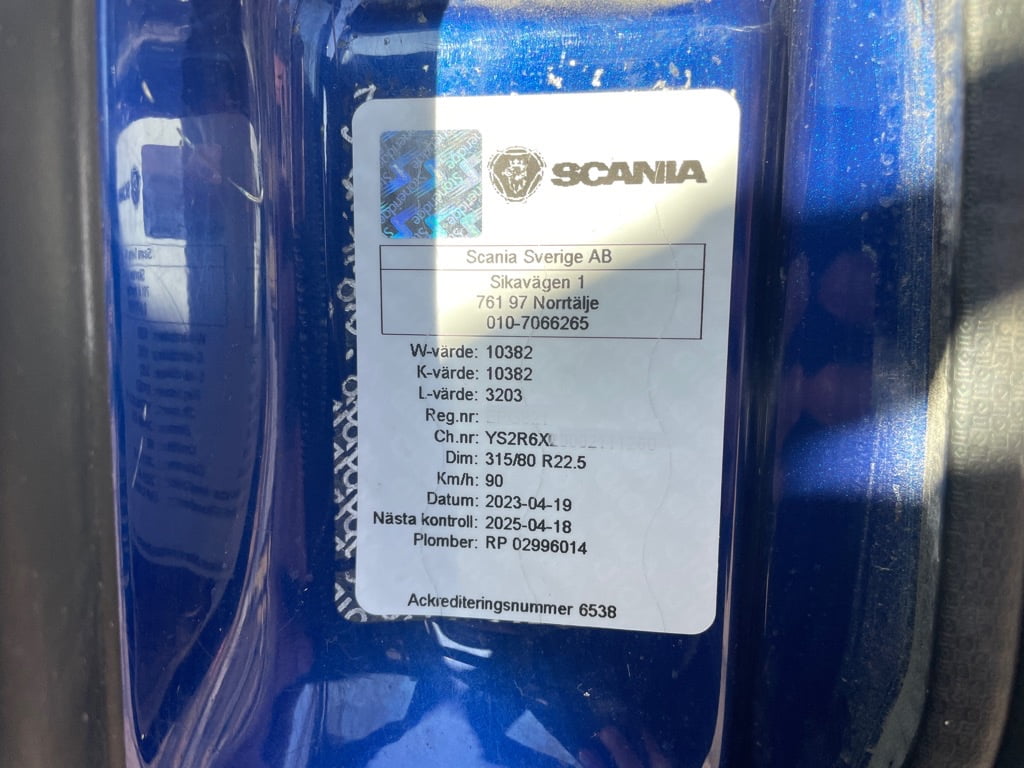 SCANIA
Scania Sverige AB
Sikavägen 1
761 97 Norrtälje
010-7066265
W-värde: 10382
K-värde: 10382
L-värde: 3203
Reg.nr:
Ch.nr: YS2R6X
Dim: 315/80 R22.5
Km/h: 90
Datum: 2023-04-19
Nästa kontroll: 2025-04-18
Plomber: RP 02996014
Ackrediteringsnummer 6538